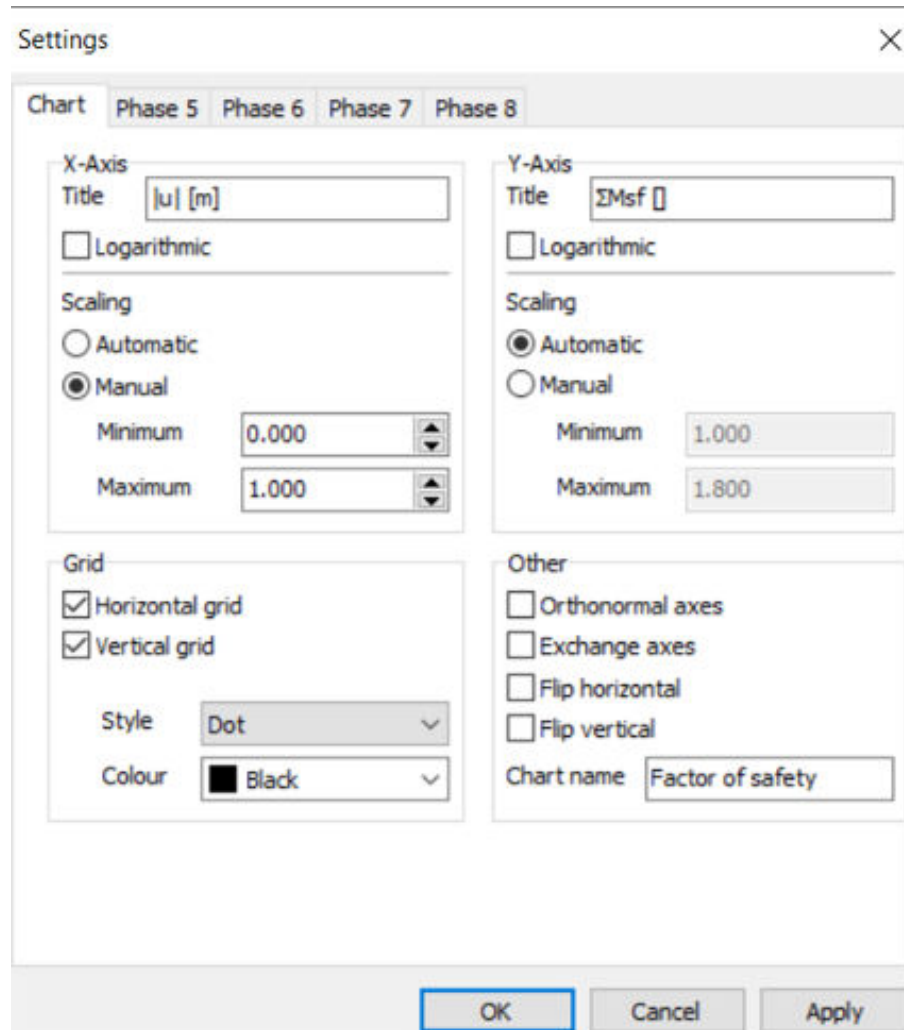 Settings
Chart Phase 5 Phase 6 Phase 7 Phase 8
X-Axis
Title |u| [m]
Logarithmic
Scaling
Automatic
Manual
Minimum 0.000
Maximum 1.000
Y-Axis
Title ΣMsf []
Logarithmic
Scaling
Automatic
Manual
Minimum 1.000
Maximum 1.800
Grid
Horizontal grid
Vertical grid
Style Dot
Colour Black
Other
Orthonormal axes
Exchange axes
Flip horizontal
Flip vertical
Chart name Factor of safety
OK Cancel Apply